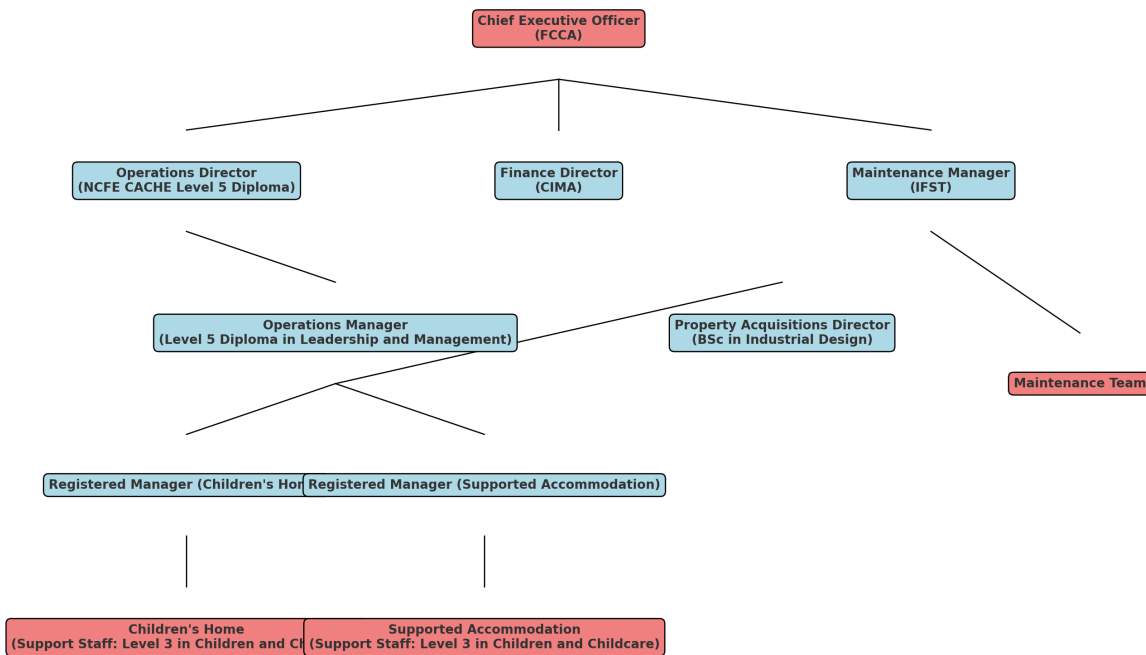 Chief Executive Officer
(FCCA)
Operations Director
(NCFE CACHE Level 5 Diploma)
Finance Director
(CIMA)
Maintenance Manager
(IFST)
Operations Manager
(Level 5 Diploma in Leadership and Management)
Property Acquisitions Director
(BSc in Industrial Design)
Maintenance Team
Registered Manager (Children's
Registered Manager (Supported Accommodation)
Children's Home
(Support Staff: Level 3 in Children and
Supported Accommodation
(Support Staff: Level 3 in Children and Childcare)